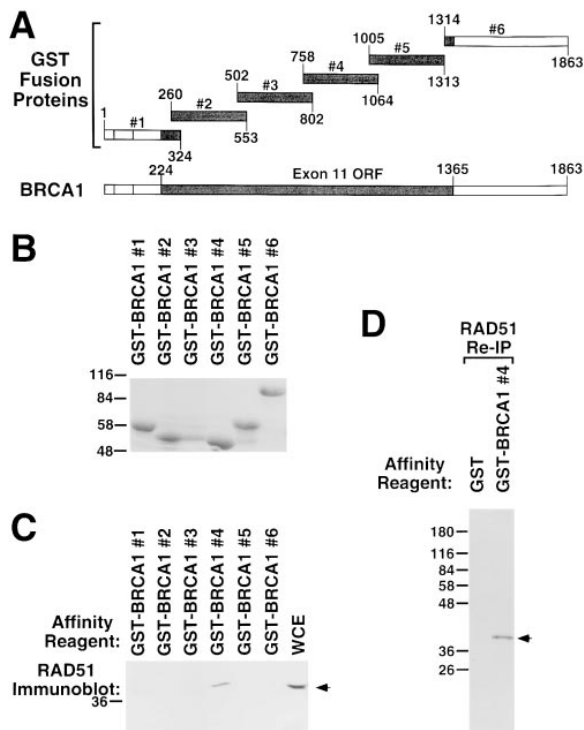 A
GST
Fusion
Proteins
1
#1
324
260
#2
553
502
#3
802
758
#4
1064
1005
#5
1313
1314
#6
1863
BRCA1
224
Exon 11 ORF
1365
1863
B
GST-BRCA1 #1
GST-BRCA1 #2
GST-BRCA1 #3
GST-BRCA1 #4
GST-BRCA1 #5
GST-BRCA1 #6
116
84
58
48
C
Affinity
Reagent:
GST-BRCA1 #1
GST-BRCA1 #2
GST-BRCA1 #3
GST-BRCA1 #4
GST-BRCA1 #5
GST-BRCA1 #6
WCE
RAD51
Immunoblot:
36
D
RAD51
Re-IP
Affinity
Reagent:
GST
GST-BRCA1 #4
180
116
84
58
48
36
26